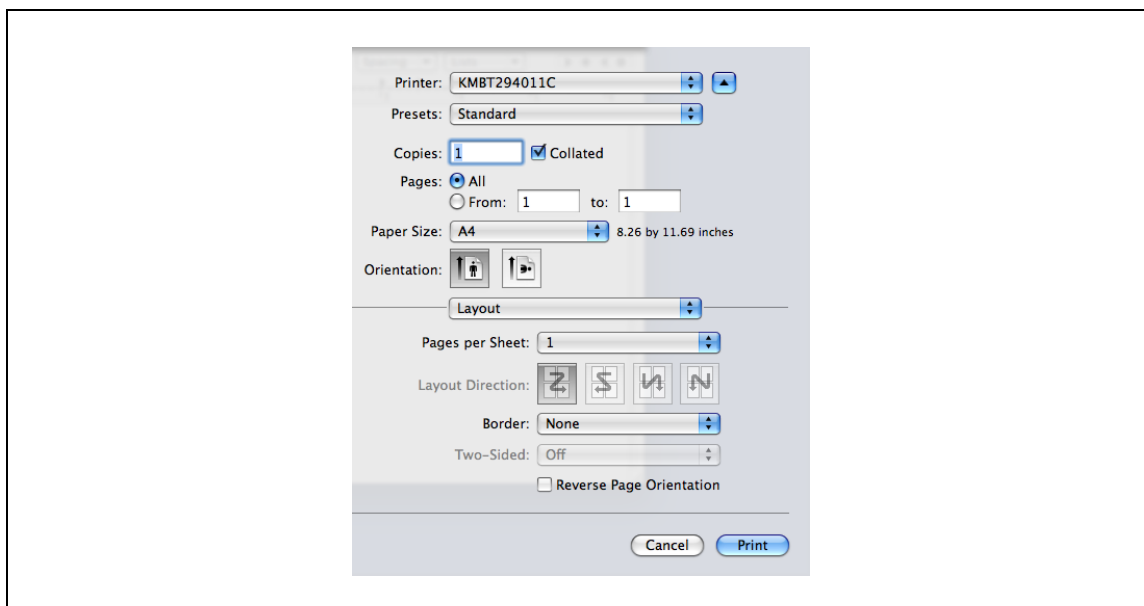 Printer: KMBT294011C
Presets: Standard
Copies: 1 Collated
Pages: All
From: 1 to: 1
Paper Size: A4 8.26 by 11.69 inches
Orientation:
Layout
Pages per Sheet: 1
Layout Direction:
Border: None
Two-Sided: Off
Reverse Page Orientation
Cancel Print